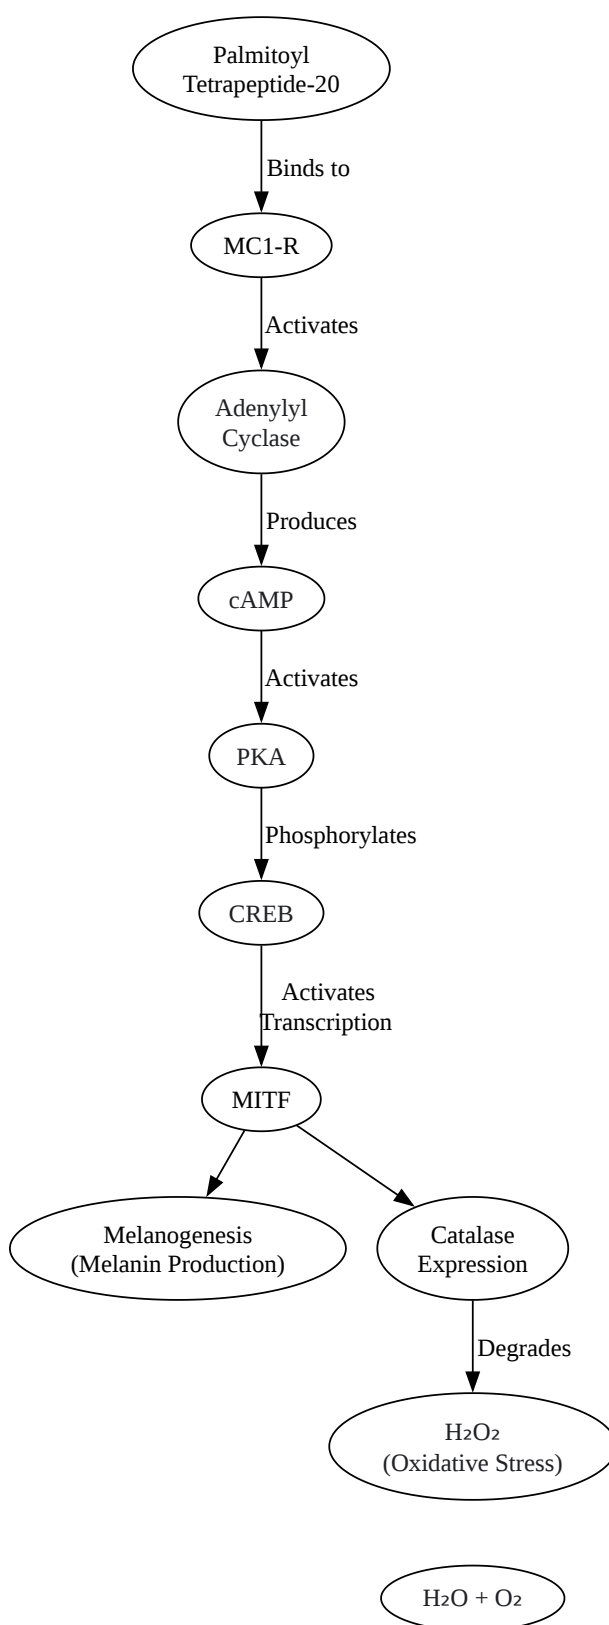 Palmitoyl
Tetrapeptide-20
Binds to
MC1-R
Activates
Adenylyl
Cyclase
Produces
cAMP
Activates
PKA
Phosphorylates
CREB
Activates
Transcription
MITF
Melanogenesis
(Melanin Production)
Catalase
Expression
Degrades
H₂O₂
(Oxidative Stress)
H₂O + O₂